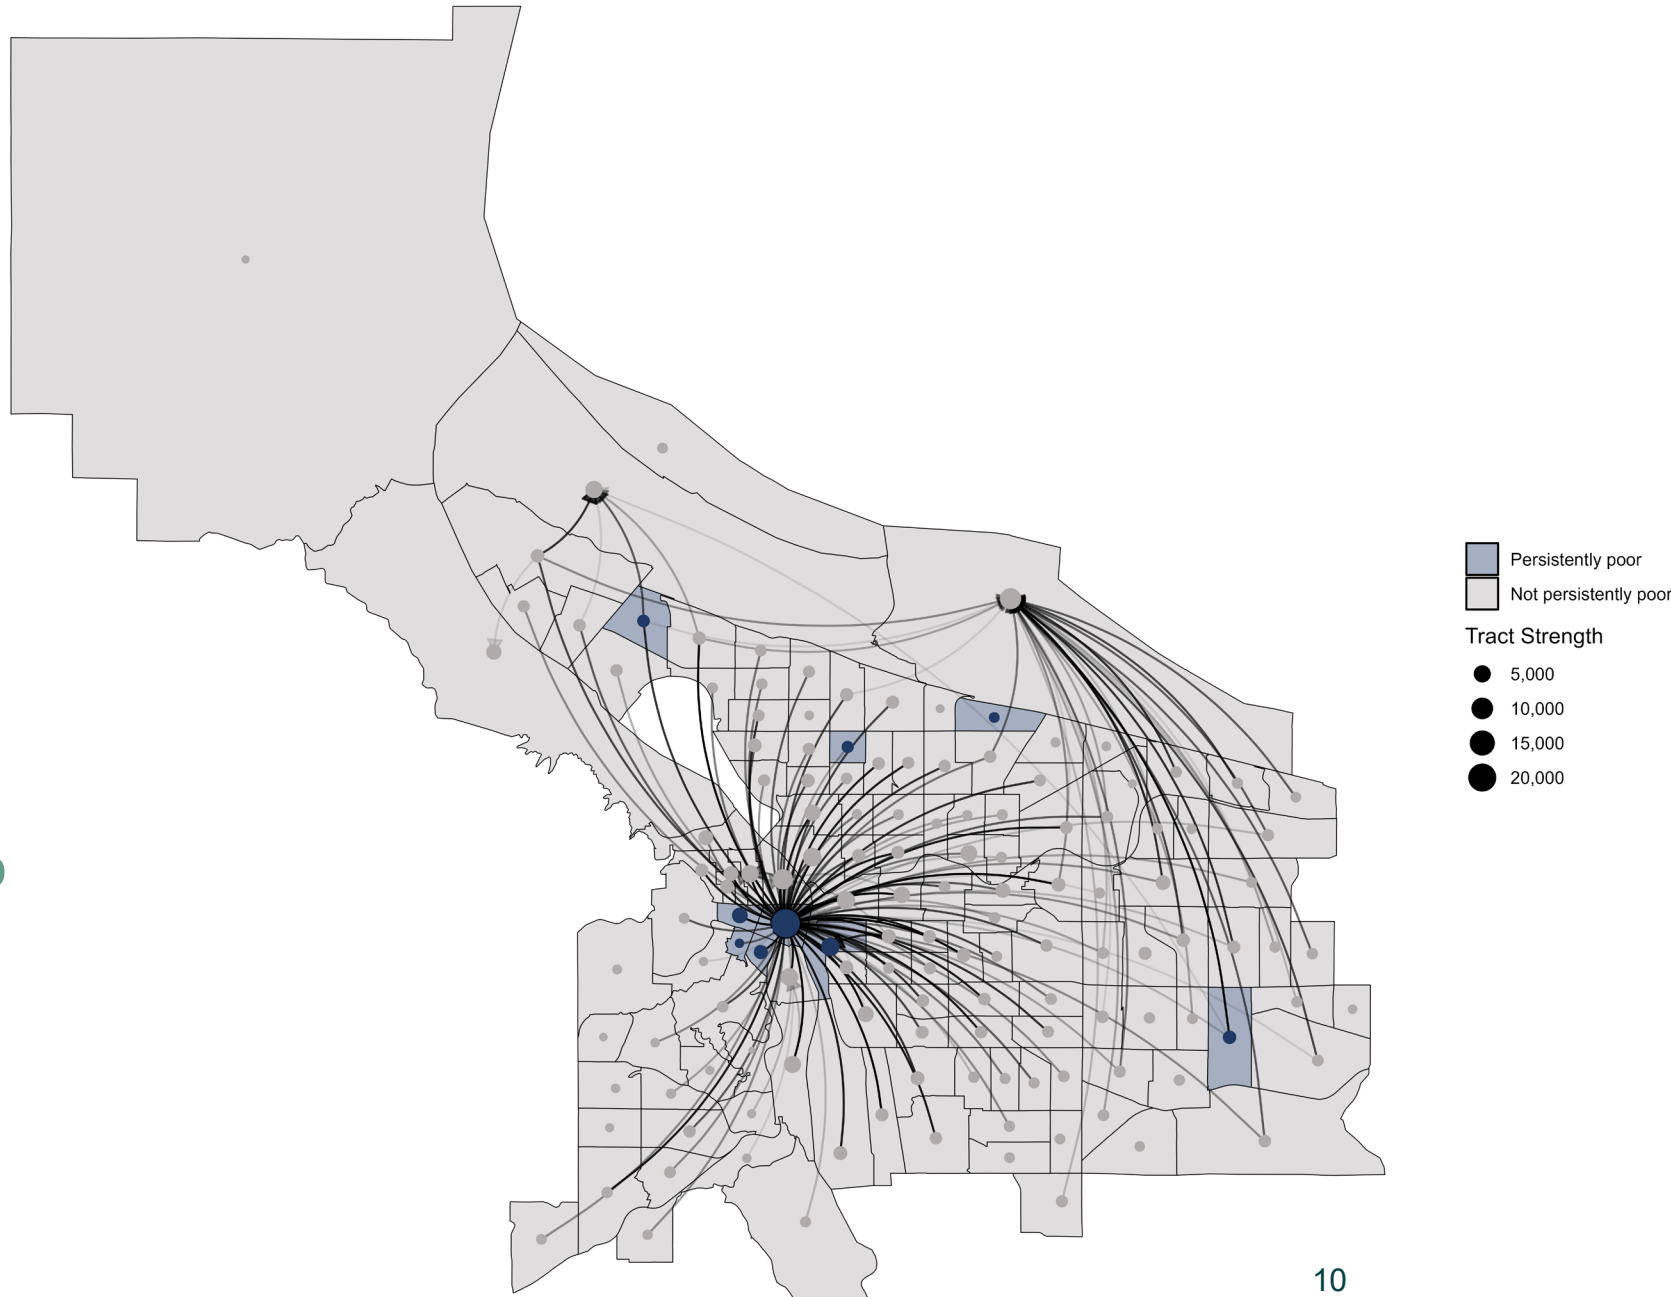 Persistently poor
Not persistently poor
Tract Strength
5,000
10,000
15,000
20,000
10